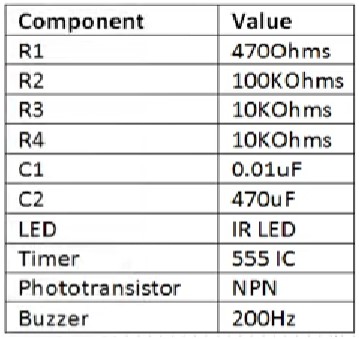 Component Value
R1 470Ohms
R2 100KOhms
R3 10KOhms
R4 10KOhms
C1 0.01uF
C2 470uF
LED IR LED
Timer 555 IC
Phototransistor NPN
Buzzer 200Hz